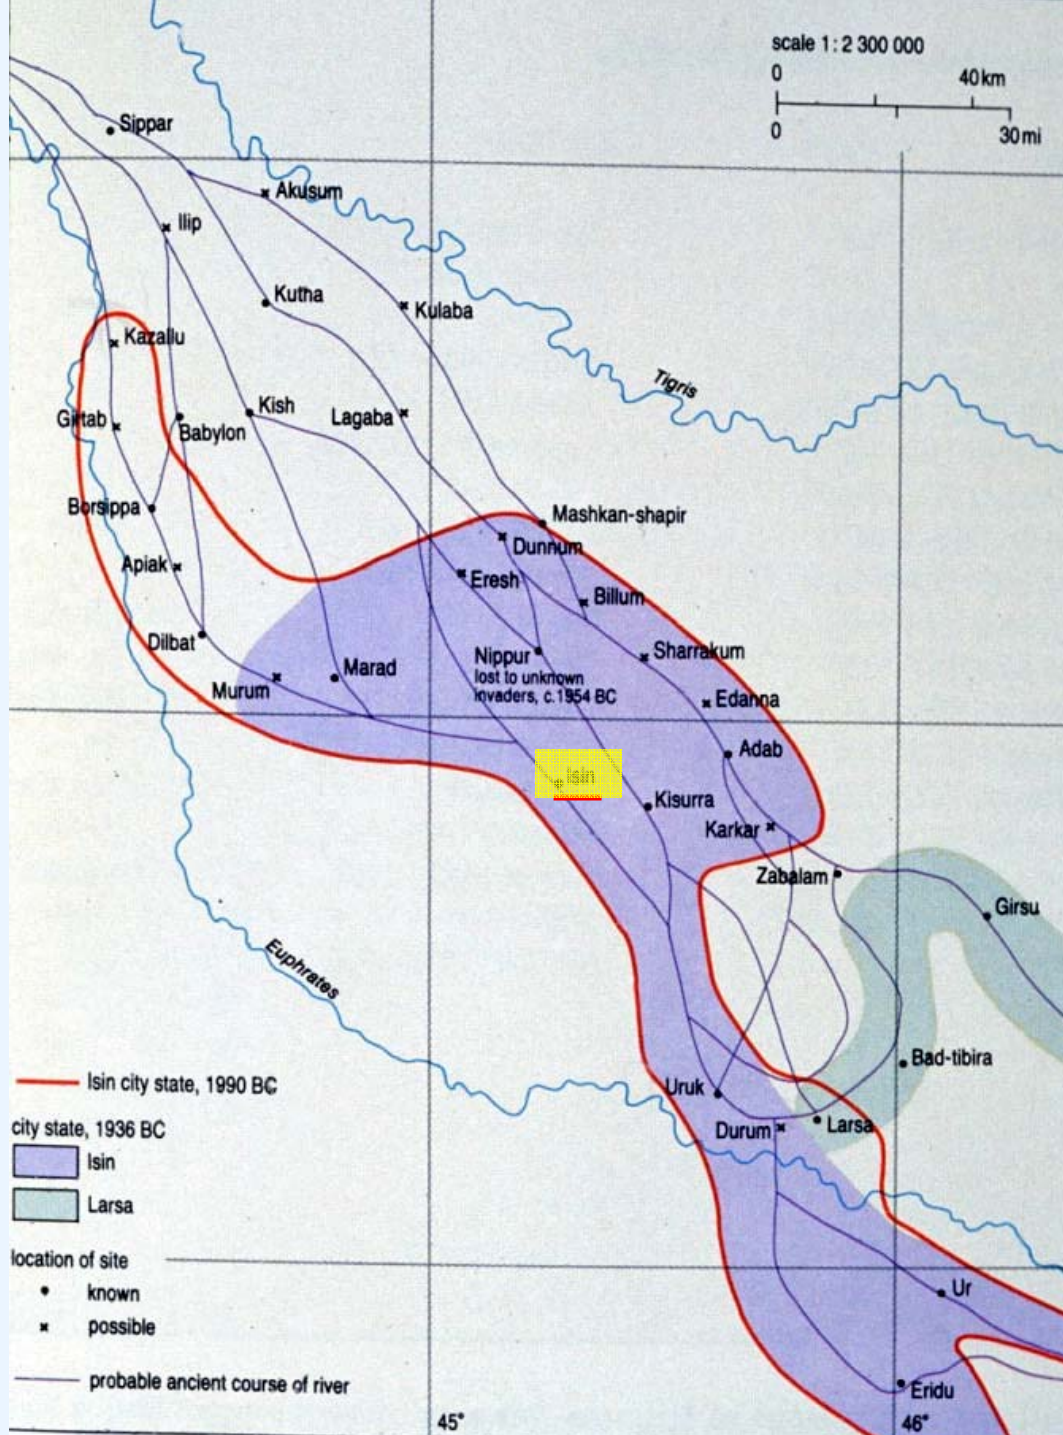 scale 1 : 2 300 000
0
40 km
0
30 mi
Sippar
Akusum
Ilip
Kutha
Kulaba
Kazallu
Tigris
Girtab
Babylon
Kish
Lagaba
Borsippa
Mashkan-shapir
Dunnum
Apiak
Eresh
Billum
Dilbat
Sharrakum
Nippur
lost to unknown
invaders, c.1954 BC
Marad
Murum
Edanna
Adab
Isin
Kisurra
Karkar
Zabalam
Girsu
Euphrates
Bad-tibira
Uruk
Durum
Larsa
Ur
Eridu
Isin city state, 1990 BC
city state, 1936 BC
Isin
Larsa
location of site
known
possible
probable ancient course of river
45°
46°